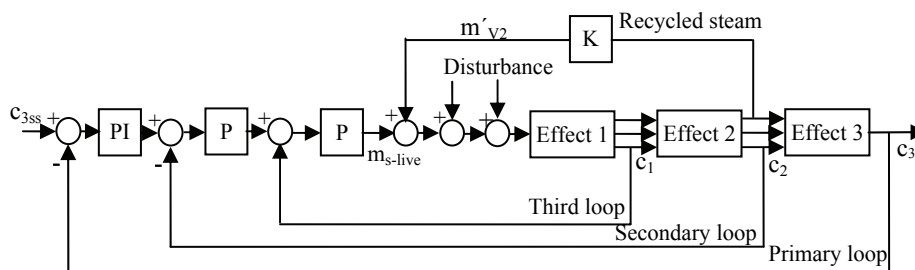 Recycled steam
m´V2
K
Disturbance
c3ss
+
PI
+
P
+
P
+
+
+
Effect 1
Effect 2
Effect 3
-
-
-
ms-live
c1
c2
c3
Third loop
Secondary loop
Primary loop